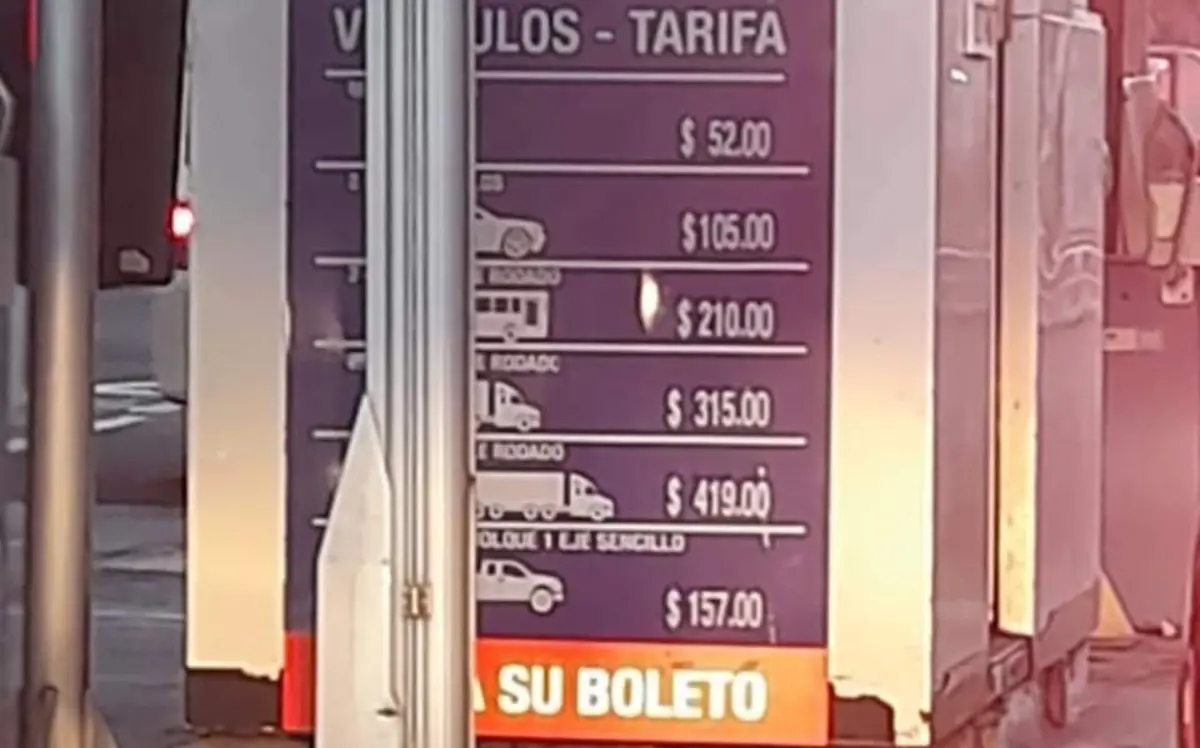 V ULOS - TARIFA
$ 52.00
OS
$105.00
E RODADO
$ 210.00
E RODADO
$ 315.00
E RODADO
$ 419.00
OLQUE 1 EJE SENCILLO
$ 157.00
A SU BOLETO